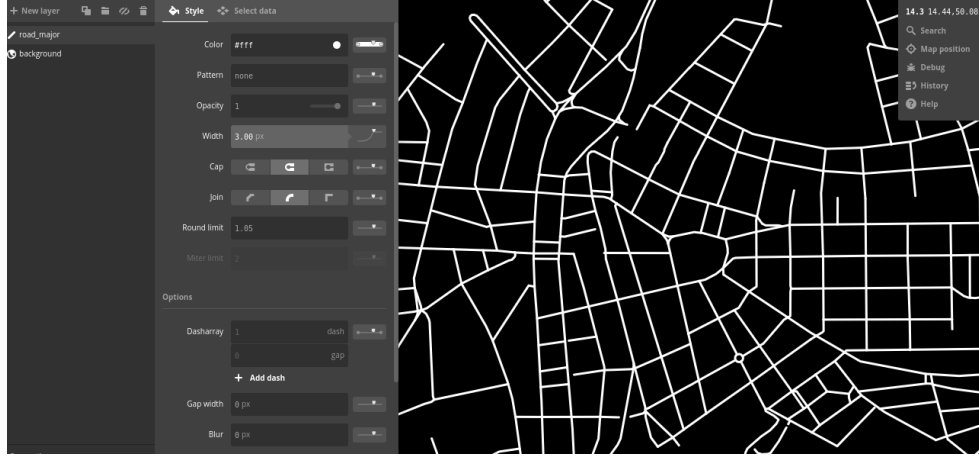 New layer
road_major
background
Style
Select data
Color #fff
Pattern none
Opacity 1
Width 3.00 px
Cap
Join
Round limit 1.05
Miter limit 2
Options
Dasharray 1 dash
0 gap
Add dash
Gap width 0 px
Blur 0 px
14.3 14.44,50.08
Search
Map position
Debug
History
Help